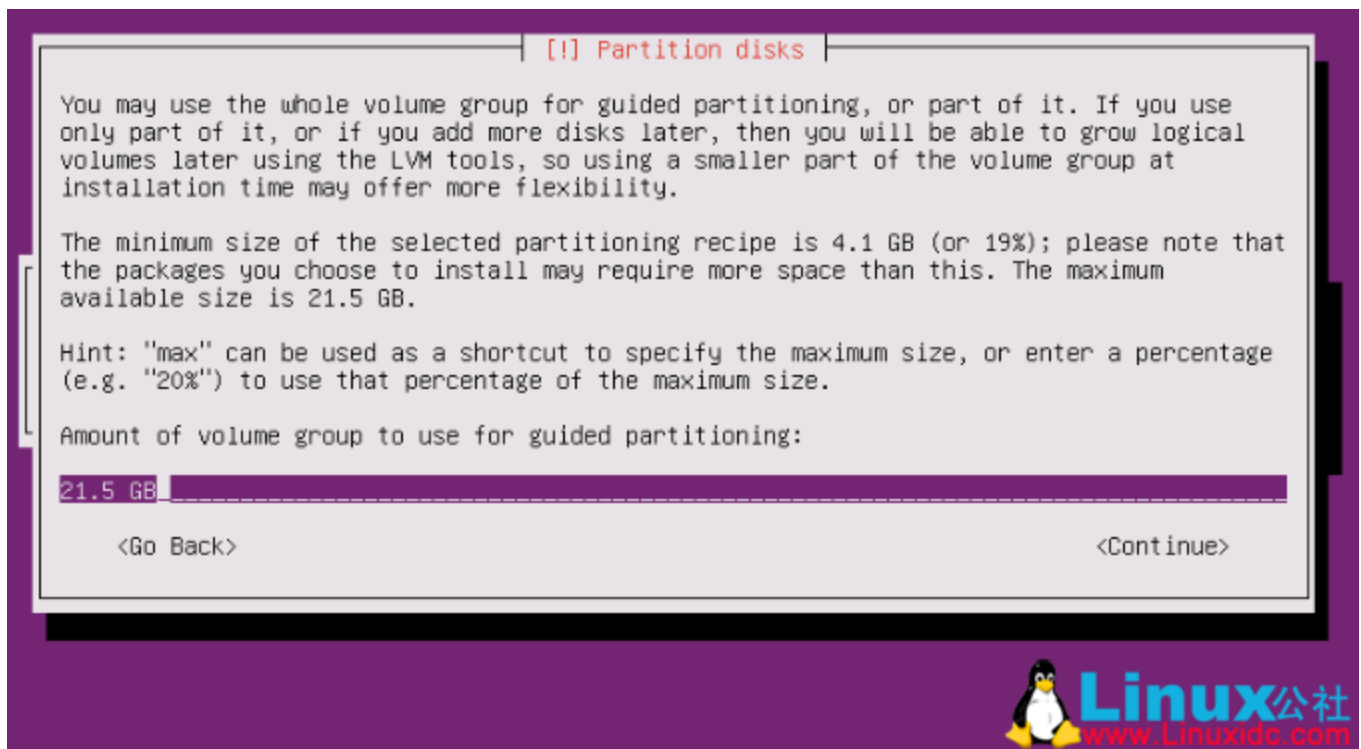 [!] Partition disks
You may use the whole volume group for guided partitioning, or part of it. If you use
only part of it, or if you add more disks later, then you will be able to grow logical
volumes later using the LVM tools, so using a smaller part of the volume group at
installation time may offer more flexibility.
The minimum size of the selected partitioning recipe is 4.1 GB (or 19%); please note that
the packages you choose to install may require more space than this. The maximum
available size is 21.5 GB.
Hint: "max" can be used as a shortcut to specify the maximum size, or enter a percentage
(e.g. "20%") to use that percentage of the maximum size.
Amount of volume group to use for guided partitioning:
21.5 GB
<Go Back> <Continue>
Linux公社
www.Linuxidc.com